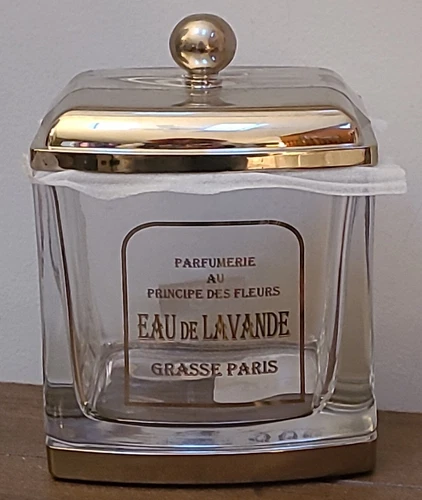 PARFUMERIE
AU
PRINCIPE DES FLEURS
EAU DE LAVANDE
GRASSE PARIS